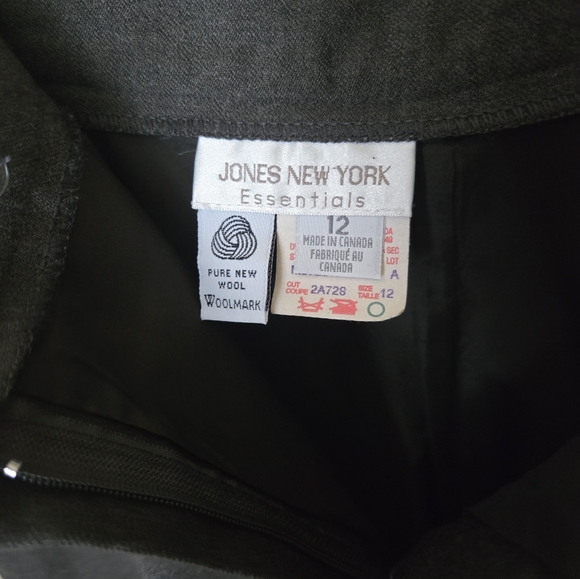 JONES NEW YORK
Essentials
PURE NEW
WOOL
WOOLMARK
12
MADE IN CANADA
FABRIQUÉ AU
CANADA
SEC
LOT
A
CUT
COUPE 2A728
SIZE
TAILLE 12